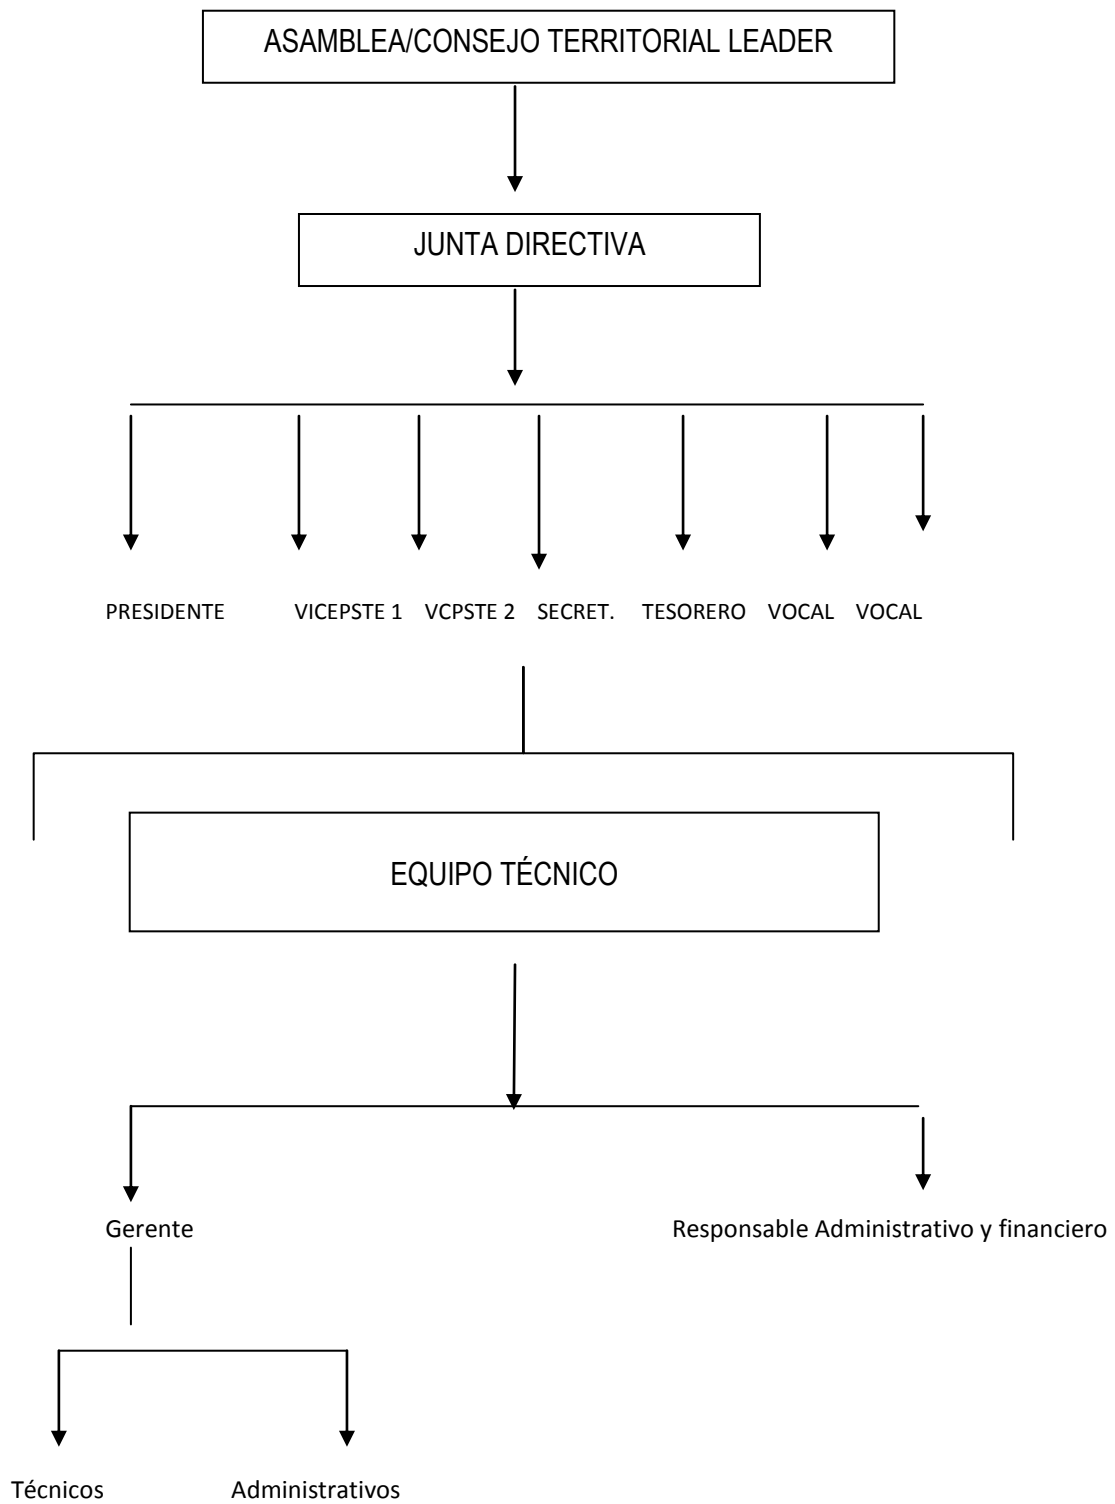 ASAMBLEA/CONSEJO TERRITORIAL LEADER
JUNTA DIRECTIVA
PRESIDENTE VICEPSTE 1 VCPSTE 2 SECRET. TESORERO VOCAL VOCAL
EQUIPO TÉCNICO
Gerente Responsable Administrativo y financiero
Técnicos Administrativos